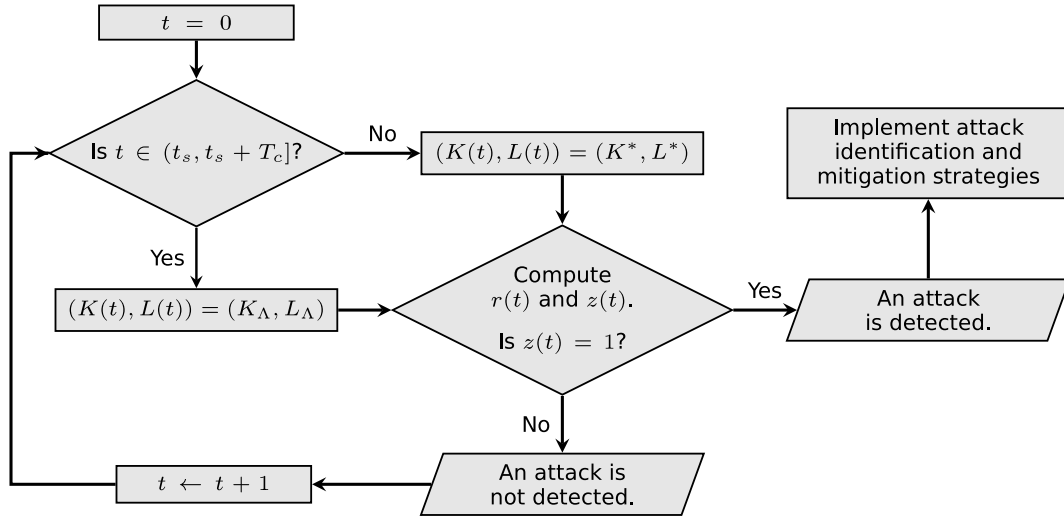 t = 0
Is t ∈ (t_s, t_s + T_c]?
No
(K(t), L(t)) = (K*, L*)
Yes
(K(t), L(t)) = (K_Λ, L_Λ)
Compute
r(t) and z(t).
Is z(t) = 1?
Yes
An attack
is detected.
Implement attack
identification and
mitigation strategies
No
An attack is
not detected.
t ← t + 1